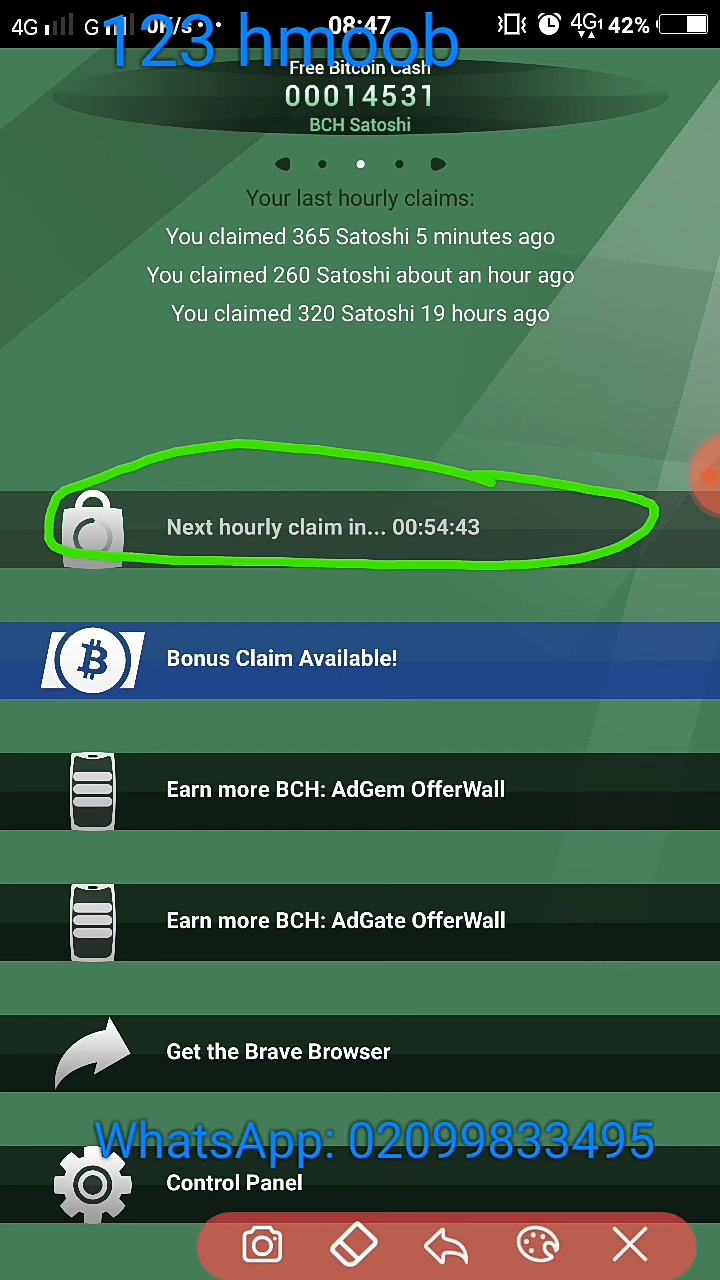 4G G 0K/s 08:47 4G 42%
123 hmoob
Free Bitcoin Cash
00014531
BCH Satoshi
Your last hourly claims:
You claimed 365 Satoshi 5 minutes ago
You claimed 260 Satoshi about an hour ago
You claimed 320 Satoshi 19 hours ago
Next hourly claim in... 00:54:43
Bonus Claim Available!
Earn more BCH: AdGem OfferWall
Earn more BCH: AdGate OfferWall
Get the Brave Browser
WhatsApp: 02099833495
Control Panel